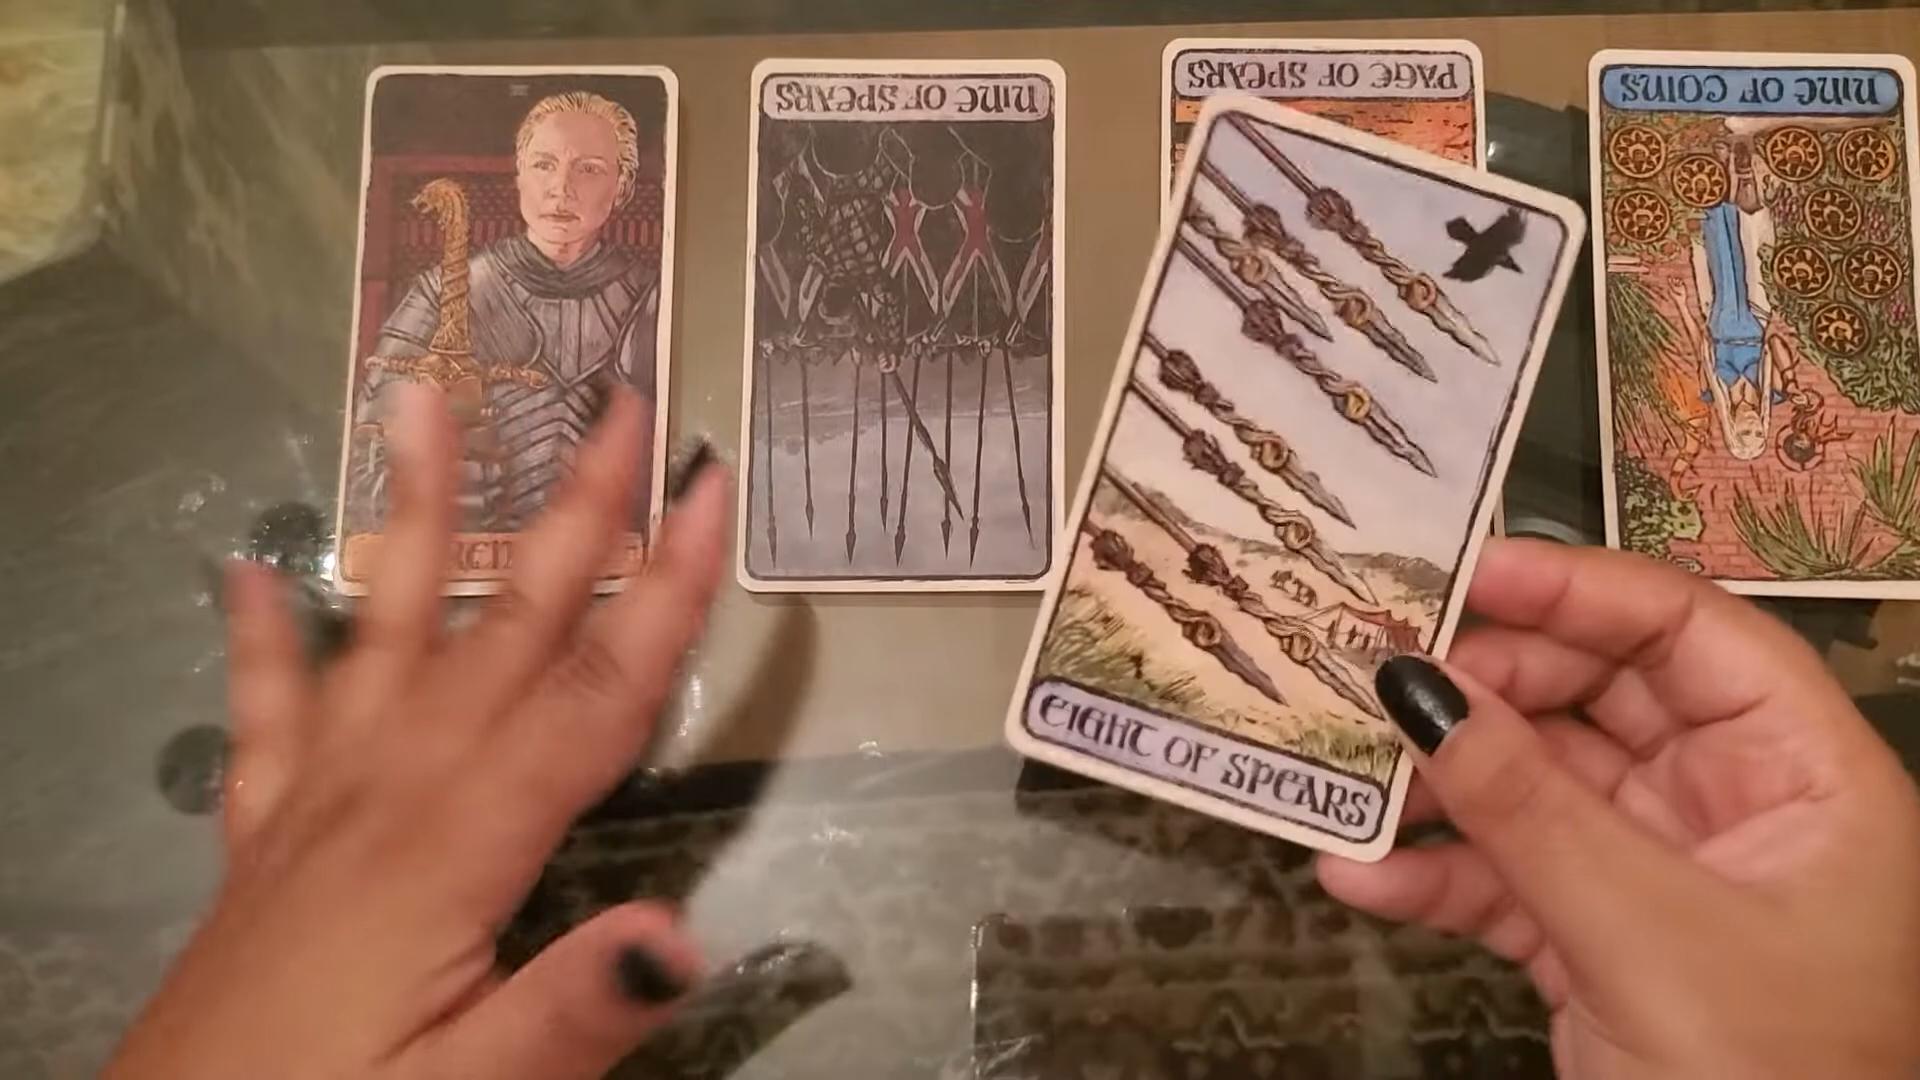 NINE OF SPEARS
PAGE OF SPEARS
NINE OF COINS
EIGHT OF SPEARS